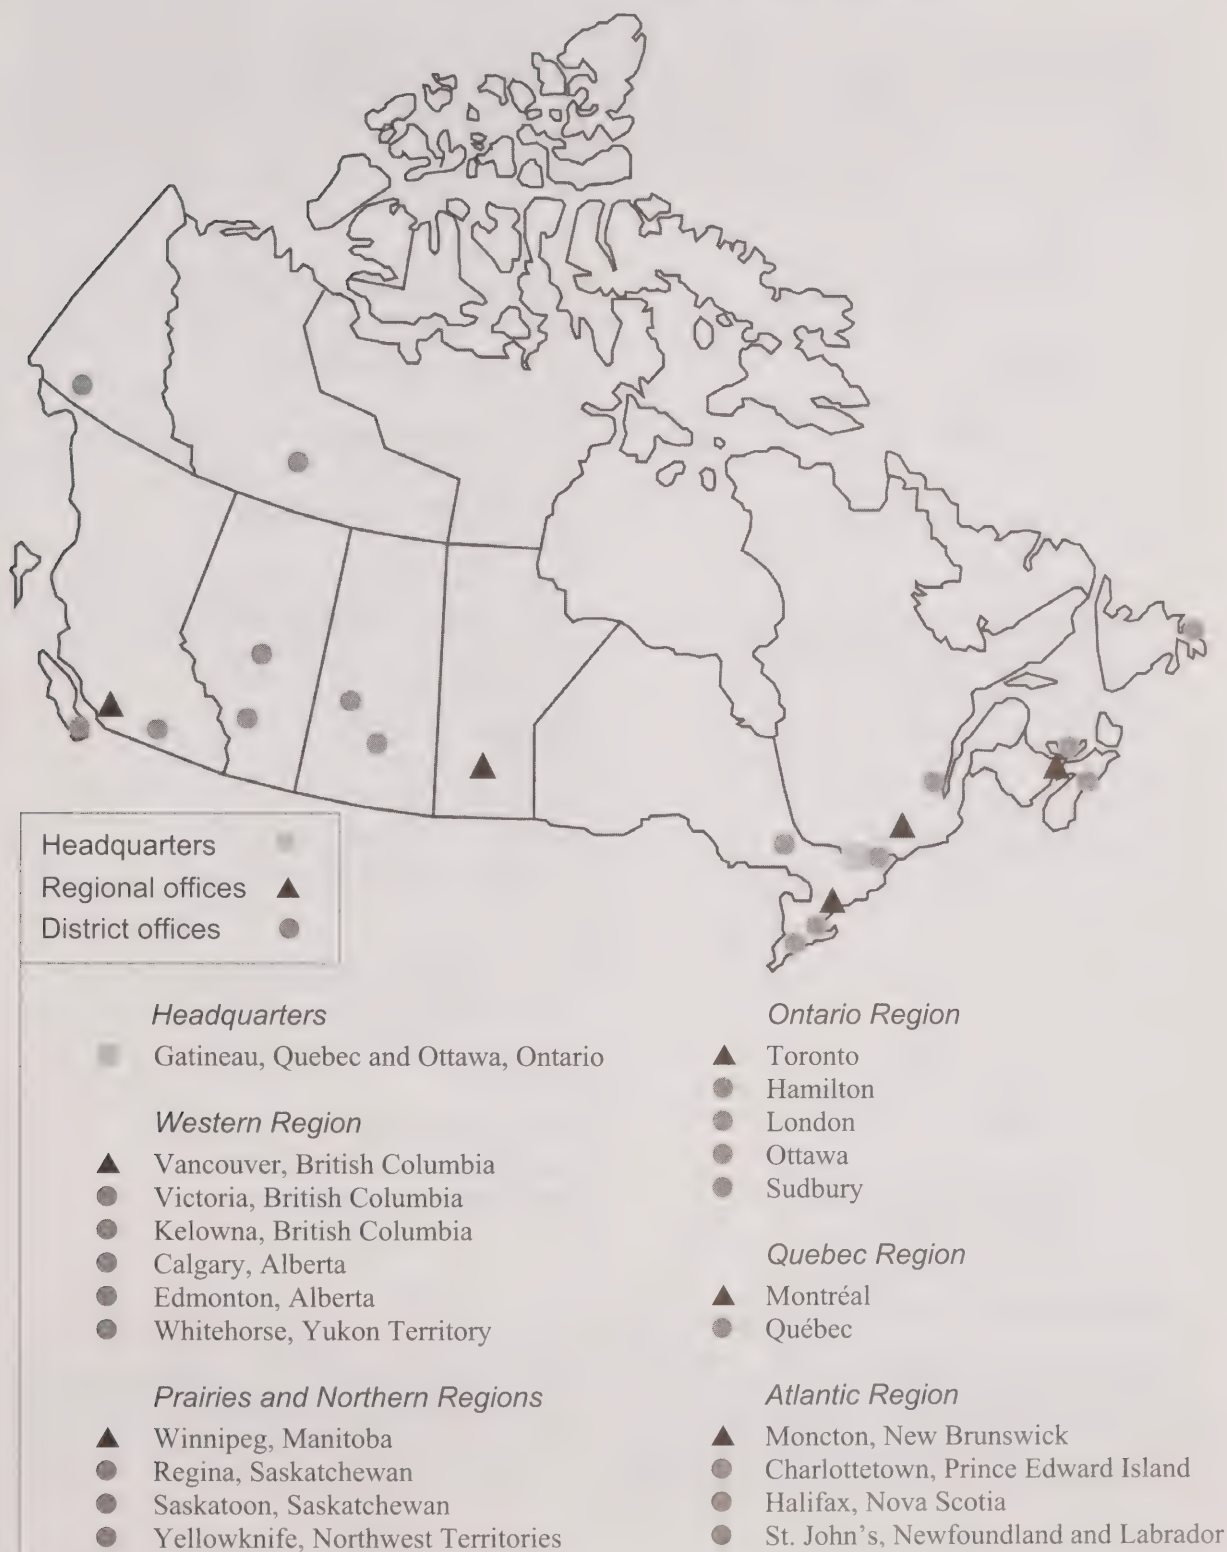 Headquarters
Regional offices
District offices
Headquarters
Gatineau, Quebec and Ottawa, Ontario
Western Region
Vancouver, British Columbia
Victoria, British Columbia
Kelowna, British Columbia
Calgary, Alberta
Edmonton, Alberta
Whitehorse, Yukon Territory
Prairies and Northern Regions
Winnipeg, Manitoba
Regina, Saskatchewan
Saskatoon, Saskatchewan
Yellowknife, Northwest Territories
Ontario Region
Toronto
Hamilton
London
Ottawa
Sudbury
Quebec Region
Montréal
Québec
Atlantic Region
Moncton, New Brunswick
Charlottetown, Prince Edward Island
Halifax, Nova Scotia
St. John's, Newfoundland and Labrador